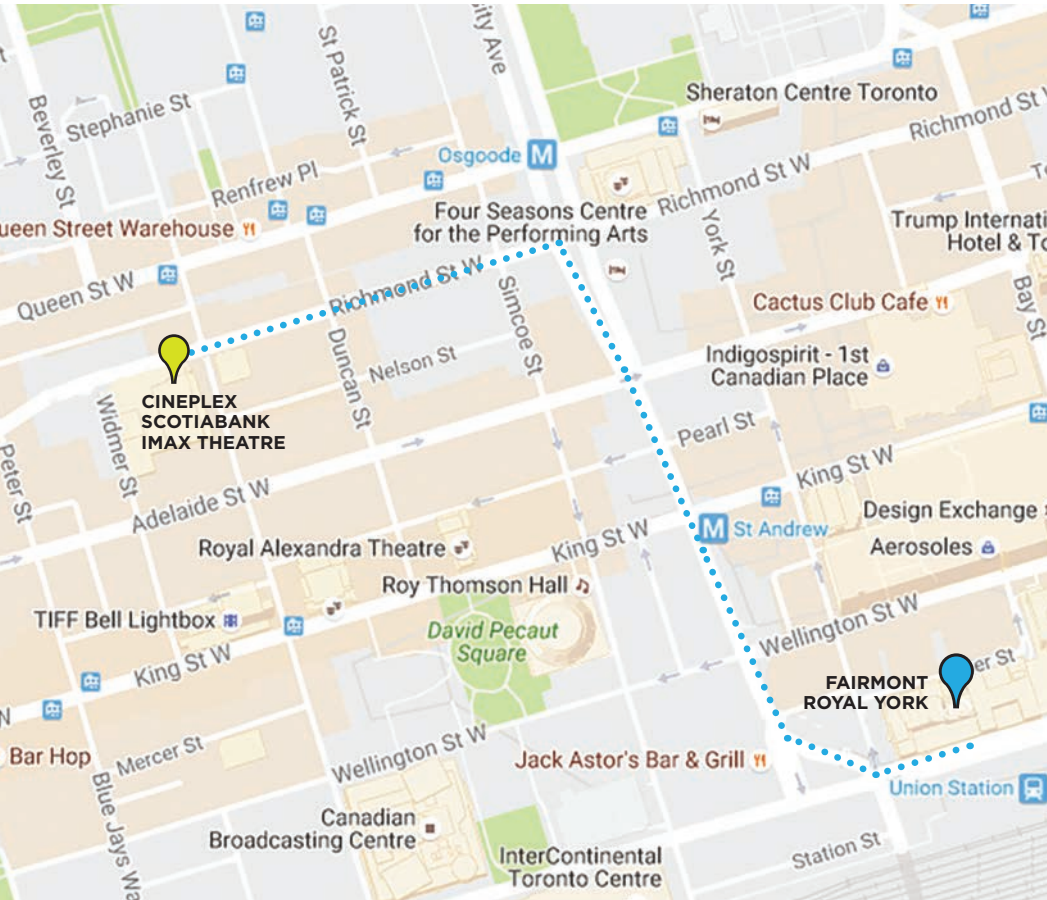 ity Ave
St Patrick St
Beverley St
Stephanie St
Sheraton Centre Toronto
Richmond St
Osgoode M
Renfrew Pl
Richmond St W
ueen Street Warehouse
Four Seasons Centre
for the Performing Arts
York St
Trump Internati
Hotel & To
Queen St W
Richmond St W
Simcoe St
Bay St
Cactus Club Cafe
Duncan St
Nelson St
Indigospirit - 1st
Canadian Place
CINEPLEX
SCOTIABANK
IMAX THEATRE
Widmer St
Peter St
Pearl St
Adelaide St W
King St W
Design Exchange
M St Andrew
King St W
Royal Alexandra Theatre
Aerosoles
Roy Thomson Hall
TIFF Bell Lightbox
David Pecaut
Square
Wellington St W
King St W
er St
FAIRMONT
ROYAL YORK
Bar Hop
Mercer St
Wellington St W
Jack Astor's Bar & Grill
Union Station
Blue Jays Wa
Canadian
Broadcasting Centre
InterContinental
Toronto Centre
Station St